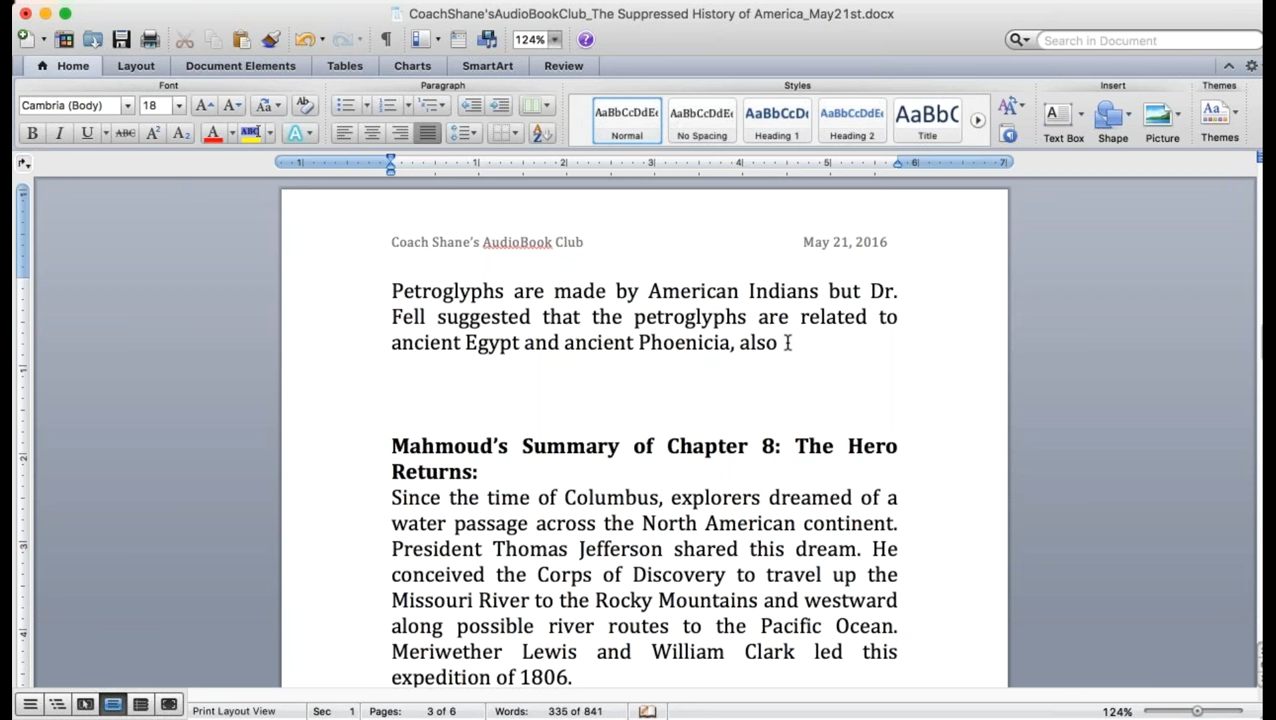 CoachShane'sAudioBookClub_The Suppressed History of America_May21st.docx
124%
Search in Document
Home Layout Document Elements Tables Charts SmartArt Review
Font Paragraph Styles Insert Themes
Cambria (Body) 18
AaBbCcDdEe AaBbCcDdEe AaBbCcDc AaBbCcDdEe AaBbC
Normal No Spacing Heading 1 Heading 2 Title
Text Box Shape Picture Themes
Coach Shane's AudioBook Club May 21, 2016
Petroglyphs are made by American Indians but Dr.
Fell suggested that the petroglyphs are related to
ancient Egypt and ancient Phoenicia, also
Mahmoud's Summary of Chapter 8: The Hero
Returns:
Since the time of Columbus, explorers dreamed of a
water passage across the North American continent.
President Thomas Jefferson shared this dream. He
conceived the Corps of Discovery to travel up the
Missouri River to the Rocky Mountains and westward
along possible river routes to the Pacific Ocean.
Meriwether Lewis and William Clark led this
expedition of 1806.
Print Layout View Sec 1 Pages: 3 of 6 Words: 335 of 841 124%